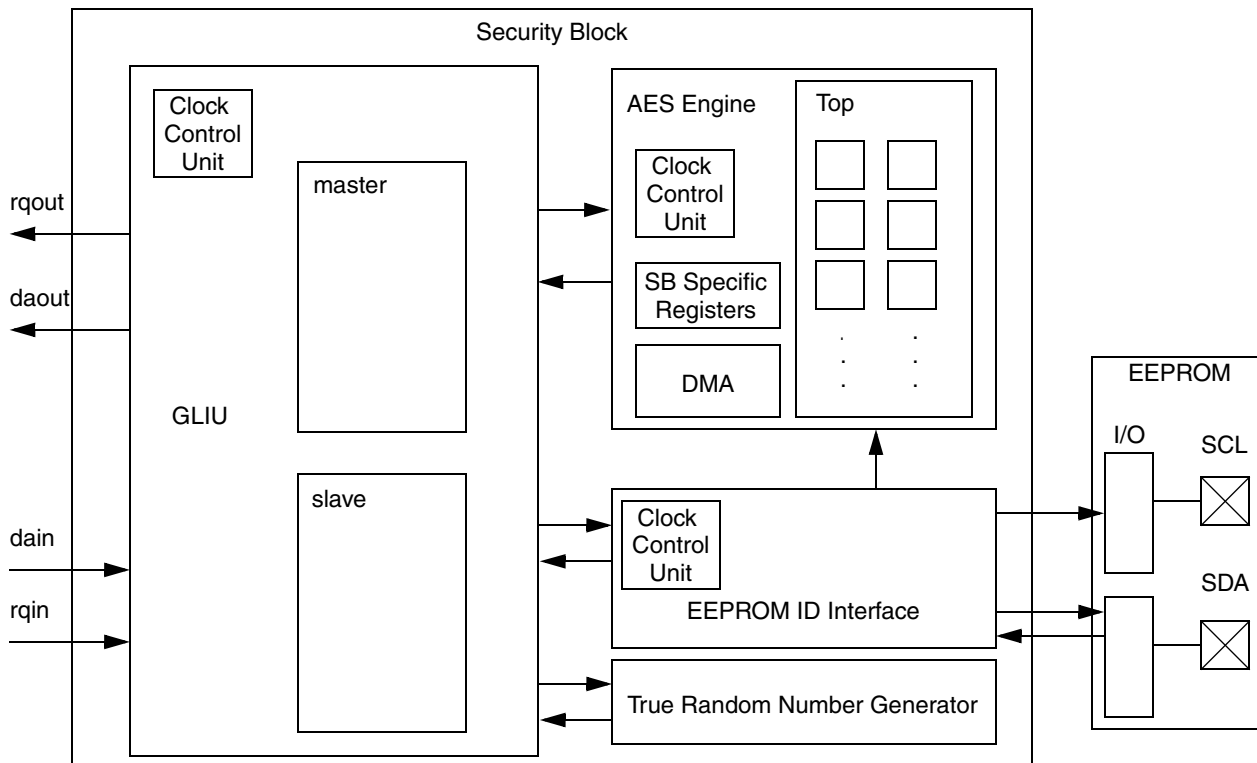 Security Block
Clock
Control
Unit
master
rqout
daout
GLIU
slave
dain
rqin
AES Engine
Clock
Control
Unit
SB Specific
Registers
DMA
Top
Clock
Control
Unit
EEPROM ID Interface
True Random Number Generator
EEPROM
I/O
SCL
SDA